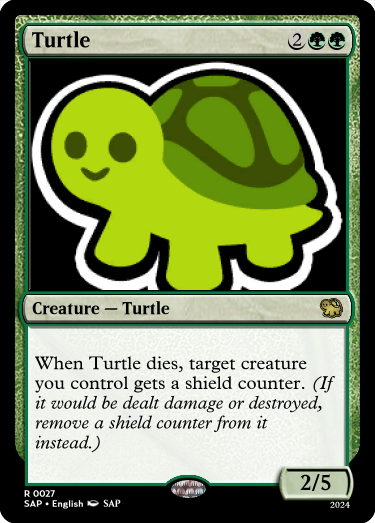 Turtle 2
Creature — Turtle
When Turtle dies, target creature
you control gets a shield counter. (If
it would be dealt damage or destroyed,
remove a shield counter from it
instead.)
2/5
R 0027
SAP • English SAP
2024